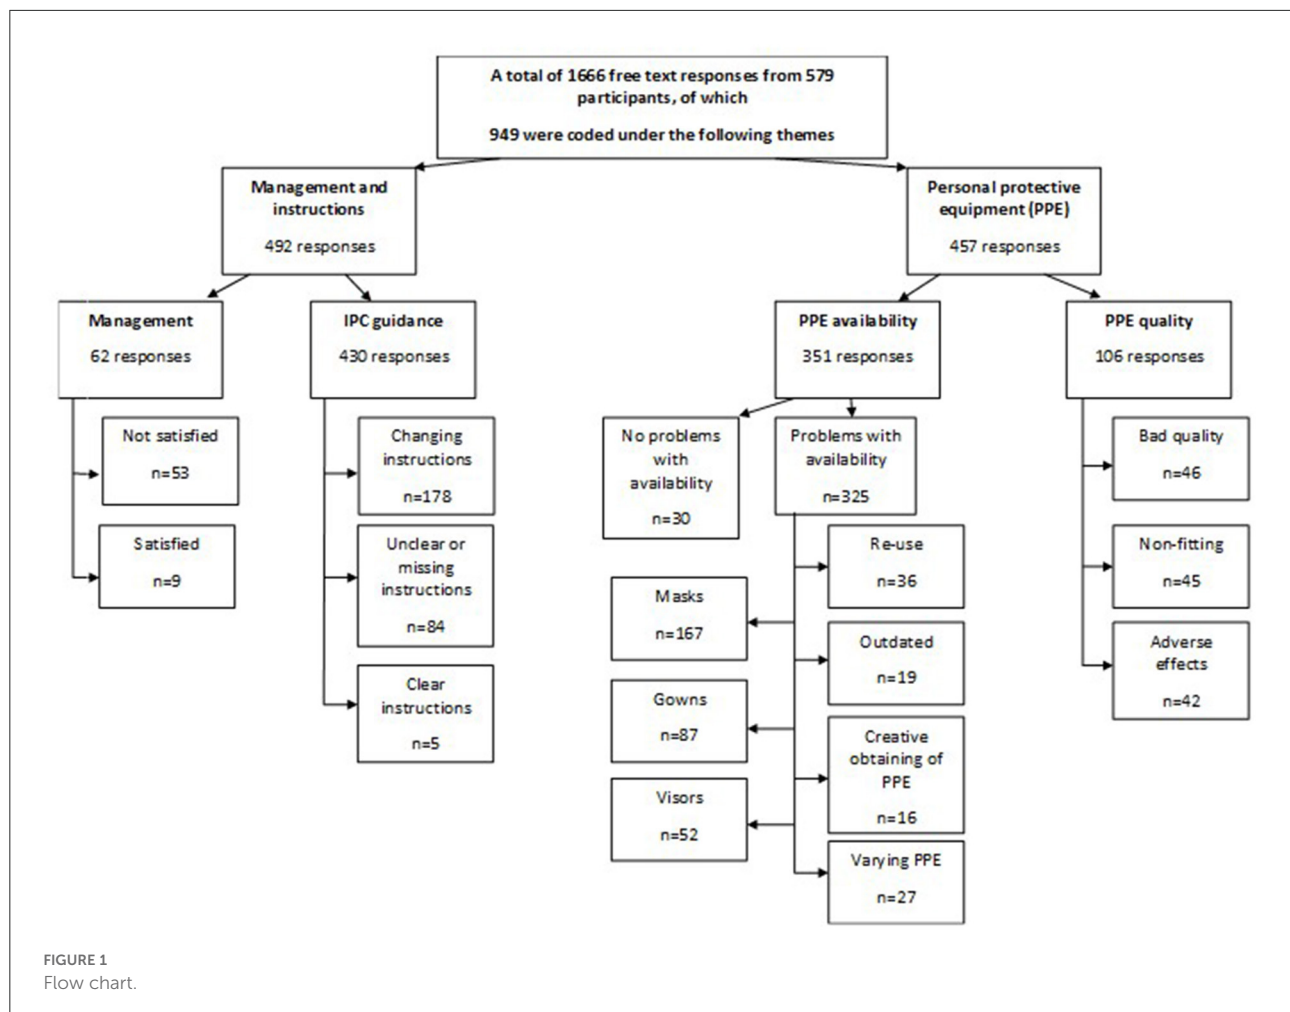 A total of 1666 free text responses from 579
participants, of which
949 were coded under the following themes
Management and
instructions
492 responses
Personal protective
equipment (PPE)
457 responses
Management
62 responses
IPC guidance
430 responses
PPE availability
351 responses
PPE quality
106 responses
Not satisfied
n=53
Satisfied
n=9
Changing
instructions
n=178
Unclear or
missing
instructions
n=84
Clear
instructions
n=5
No problems
with
availability
n=30
Problems with
availability
n=325
Masks
n=167
Gowns
n=87
Visors
n=52
Re-use
n=36
Outdated
n=19
Creative
obtaining of
PPE
n=16
Varying PPE
n=27
Bad quality
n=46
Non-fitting
n=45
Adverse
effects
n=42
FIGURE 1
Flow chart.